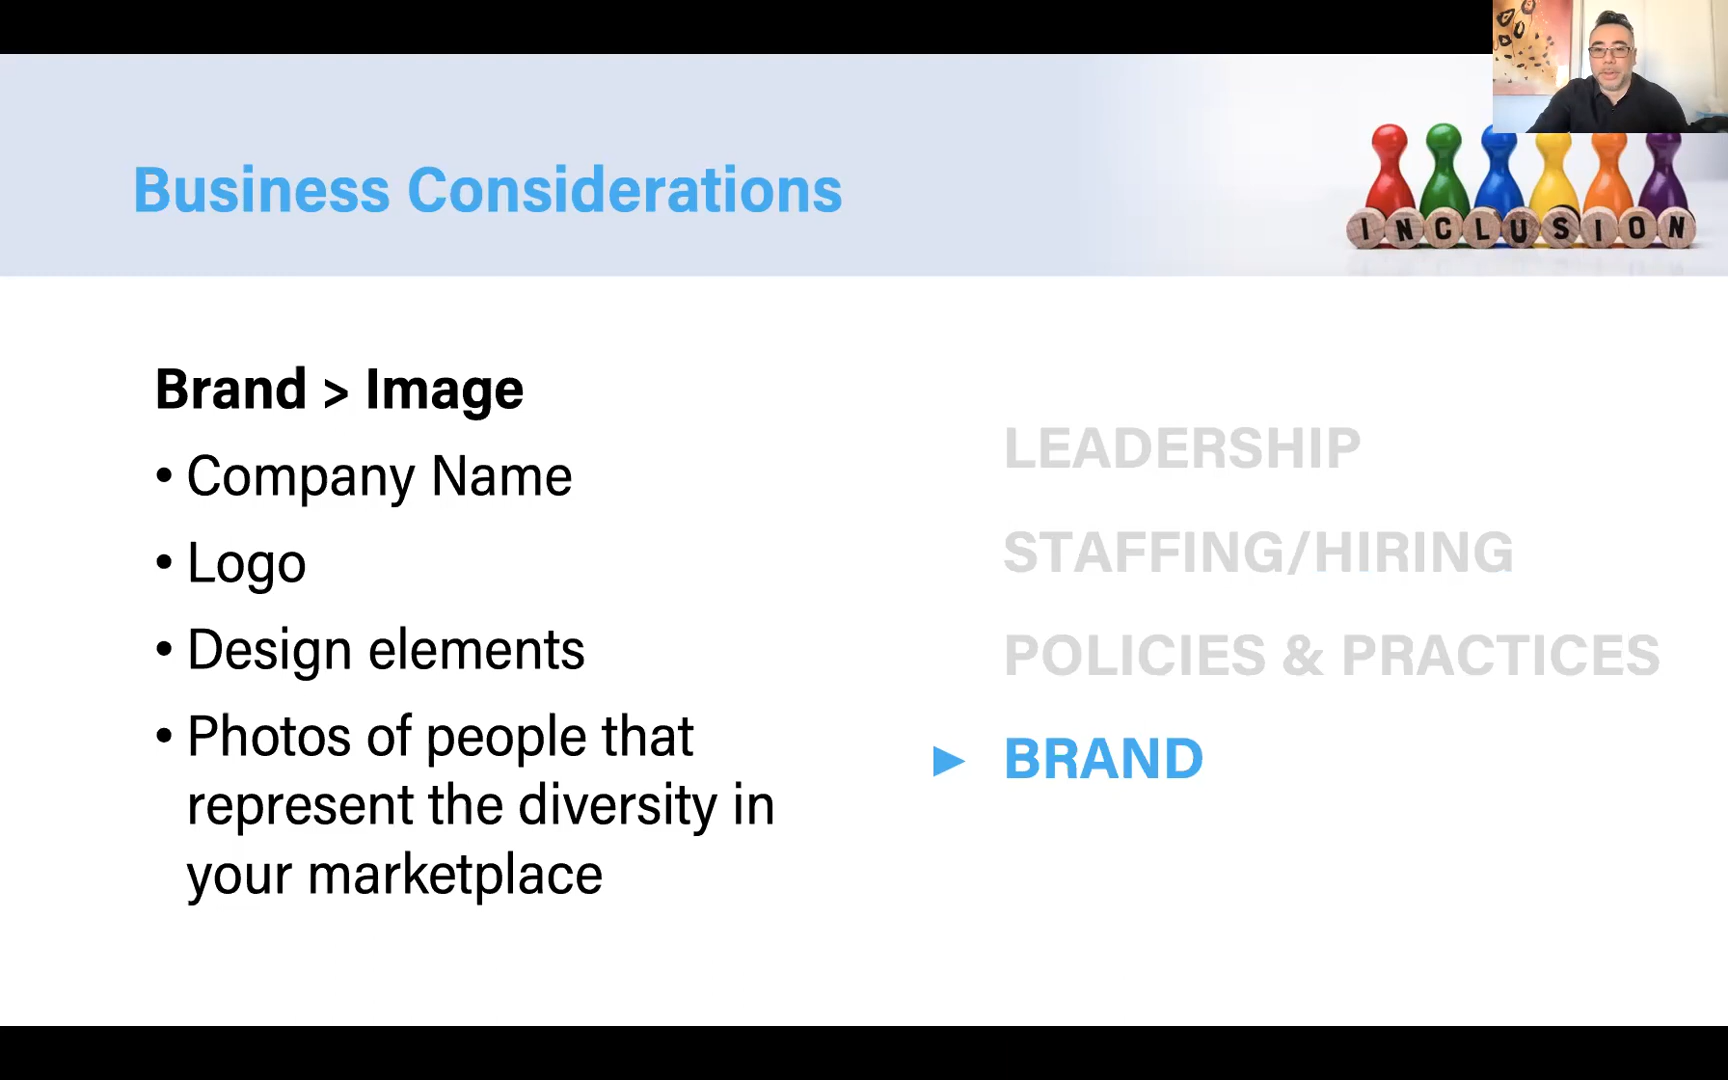 Business Considerations
INCLUSION
Brand > Image
• Company Name
• Logo
• Design elements
• Photos of people that
represent the diversity in
your marketplace
LEADERSHIP
STAFFING/HIRING
POLICIES & PRACTICES
► BRAND